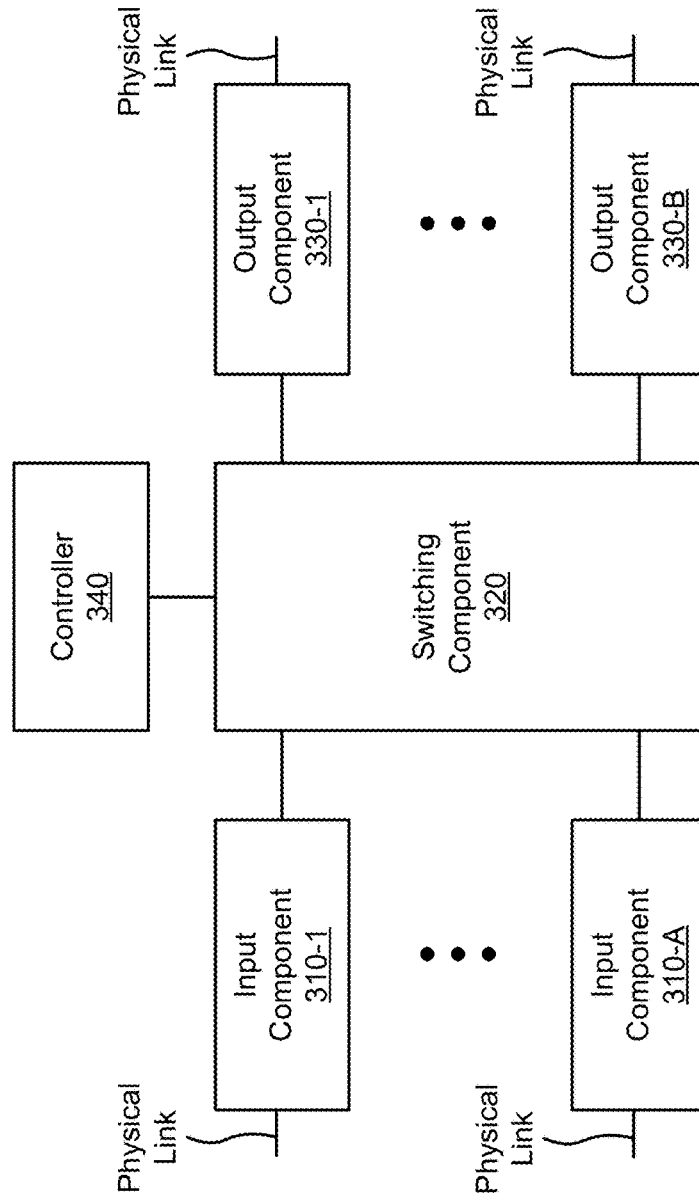 Controller
340
Physical
Link
Input
Component
310-1
Switching
Component
320
Output
Component
330-1
Physical
Link
Physical
Link
Input
Component
310-A
Output
Component
330-B
Physical
Link